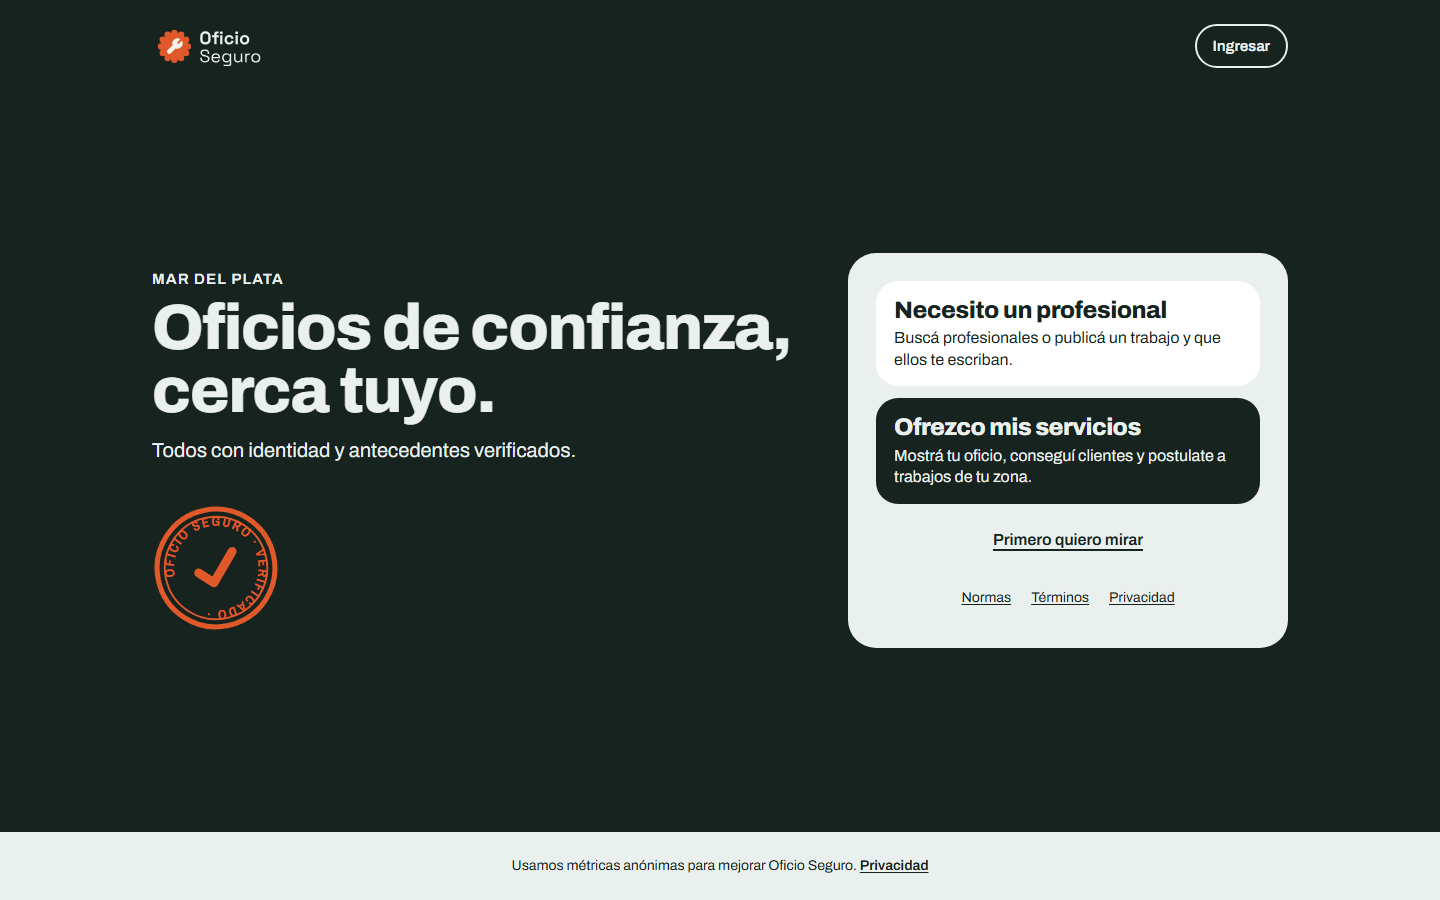 Oficio
Seguro
Ingresar
MAR DEL PLATA
Oficios de confianza,
cerca tuyo.
Todos con identidad y antecedentes verificados.
OFICIO SEGURO · VERIFICADO ·
Necesito un profesional
Buscá profesionales o publicá un trabajo y que
ellos te escriban.
Ofrezco mis servicios
Mostrá tu oficio, conseguí clientes y postulate a
trabajos de tu zona.
Primero quiero mirar
Normas Términos Privacidad
Usamos métricas anónimas para mejorar Oficio Seguro. Privacidad